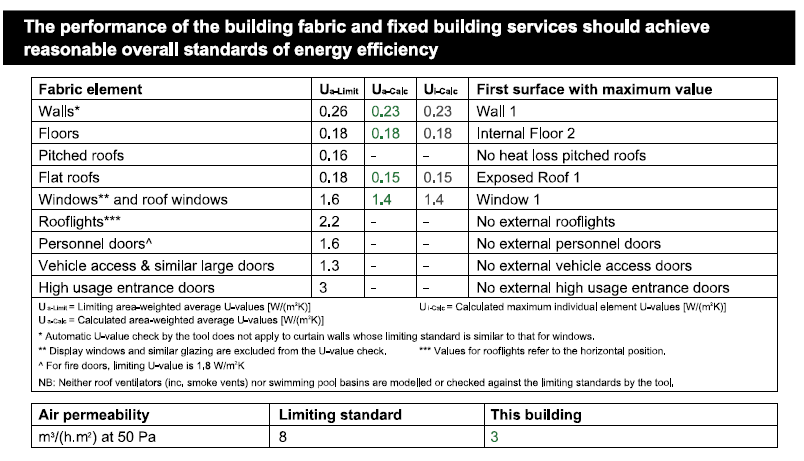 The performance of the building fabric and fixed building services should achieve
reasonable overall standards of energy efficiency
Fabric element Ua-Limit Ua-Calc Ui-Calc First surface with maximum value
Walls* 0.26 0.23 0.23 Wall 1
Floors 0.18 0.18 0.18 Internal Floor 2
Pitched roofs 0.16 - - No heat loss pitched roofs
Flat roofs 0.18 0.15 0.15 Exposed Roof 1
Windows** and roof windows 1.6 1.4 1.4 Window 1
Rooflights*** 2.2 - - No external rooflights
Personnel doors^ 1.6 - - No external personnel doors
Vehicle access & similar large doors 1.3 - - No external vehicle access doors
High usage entrance doors 3 - - No external high usage entrance doors
Ua-Limit = Limiting area-weighted average U-values [W/(m²K)] Ui-Calc = Calculated maximum individual element U-values [W/(m²K)]
Ua-Calc = Calculated area-weighted average U-values [W/(m²K)]
* Automatic U-value check by the tool does not apply to curtain walls whose limiting standard is similar to that for windows.
** Display windows and similar glazing are excluded from the U-value check. *** Values for rooflights refer to the horizontal position.
^ For fire doors, limiting U-value is 1.8 W/m²K
NB: Neither roof ventilators (inc. smoke vents) nor swimming pool basins are modelled or checked against the limiting standards by the tool.
Air permeability Limiting standard This building
m³/(h.m²) at 50 Pa 8 3